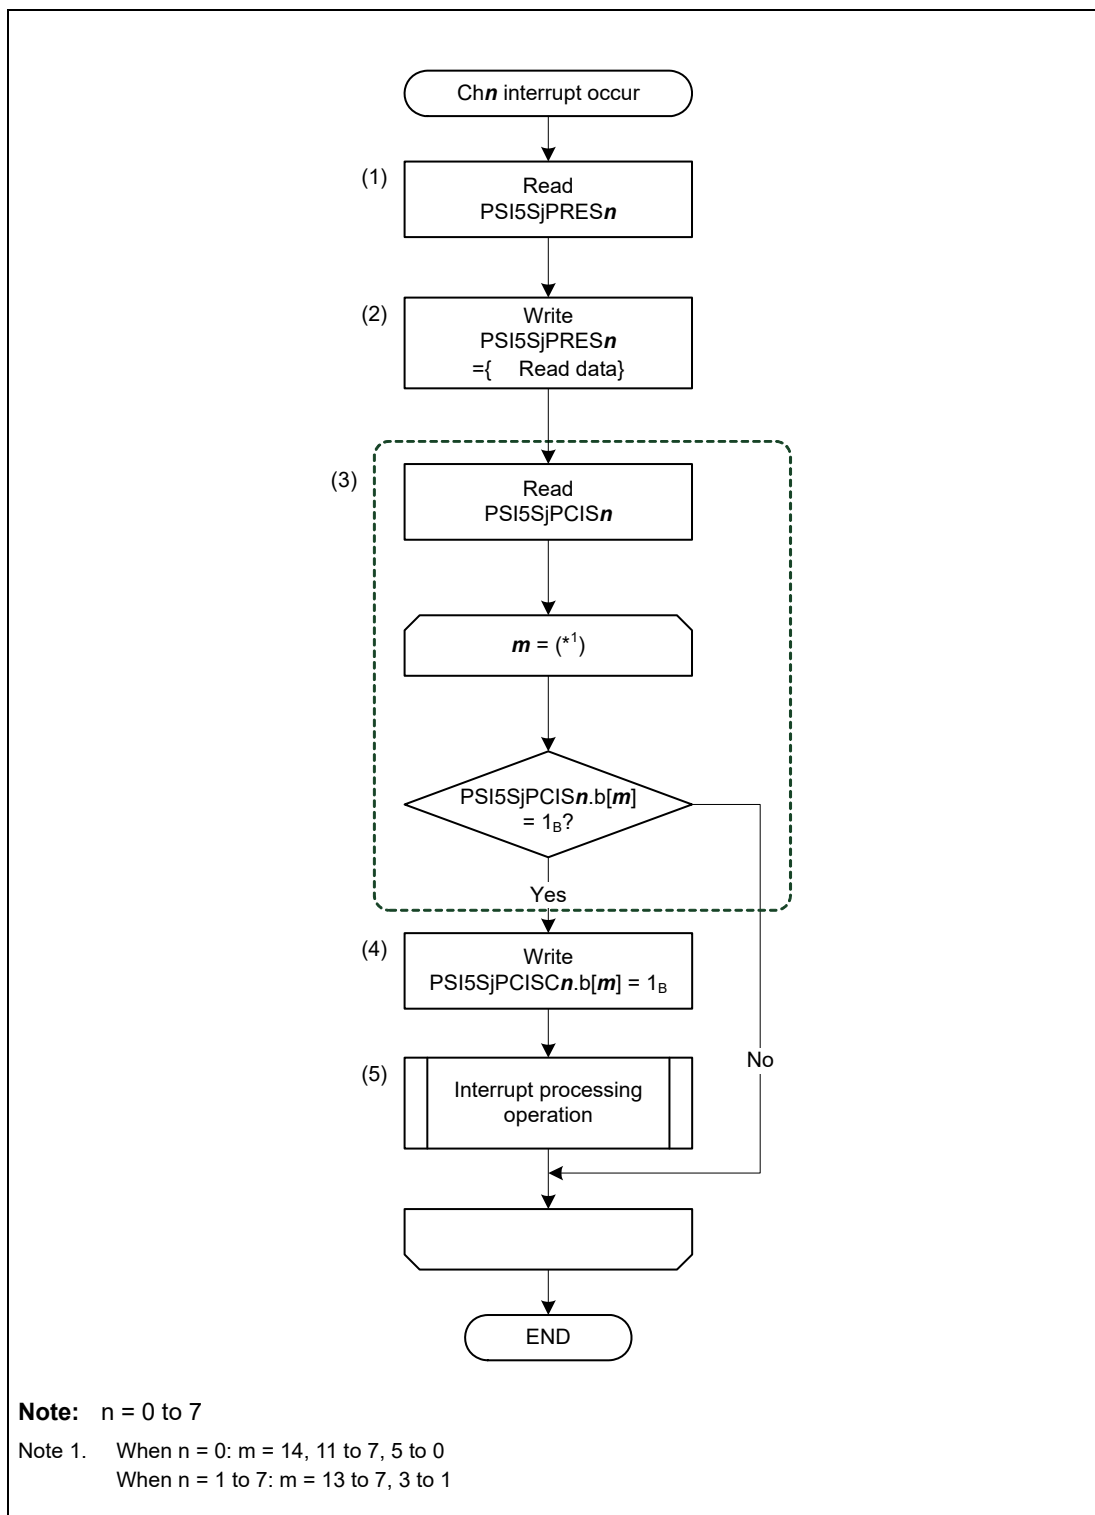 Chn interrupt occur
(1)
Read
PSI5SjPRESn
(2)
Write
PSI5SjPRESn
={ Read data}
(3)
Read
PSI5SjPCISn
m = (*1)
PSI5SjPCISn.b[m]
= 1B?
Yes
(4)
Write
PSI5SjPCISCn.b[m] = 1B
No
(5)
Interrupt processing
operation
END
Note: n = 0 to 7
Note 1. When n = 0: m = 14, 11 to 7, 5 to 0
When n = 1 to 7: m = 13 to 7, 3 to 1